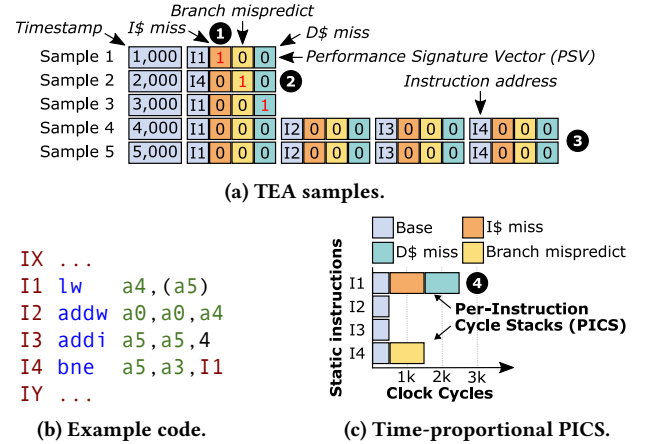 Branch mispredict
Timestamp I$ miss 1 D$ miss
Performance Signature Vector (PSV)
Sample 1 1,000 I1 1 0 0
Sample 2 2,000 I4 0 1 0 2 Instruction address
Sample 3 3,000 I1 0 0 1
Sample 4 4,000 I1 0 0 0 I2 0 0 0 I3 0 0 0 I4 0 0 0 3
Sample 5 5,000 I1 0 0 0 I2 0 0 0 I3 0 0 0 I4 0 0 0
(a) TEA samples.
IX ...
I1 lw a4,(a5)
I2 addw a0,a0,a4
I3 addi a5,a5,4
I4 bne a5,a3,I1
IY ...
(b) Example code.
Base I$ miss
D$ miss Branch mispredict
Static instructions
I1 4
I2 Per-Instruction
I3 Cycle Stacks (PICS)
I4
1k 2k 3k
Clock Cycles
(c) Time-proportional PICS.